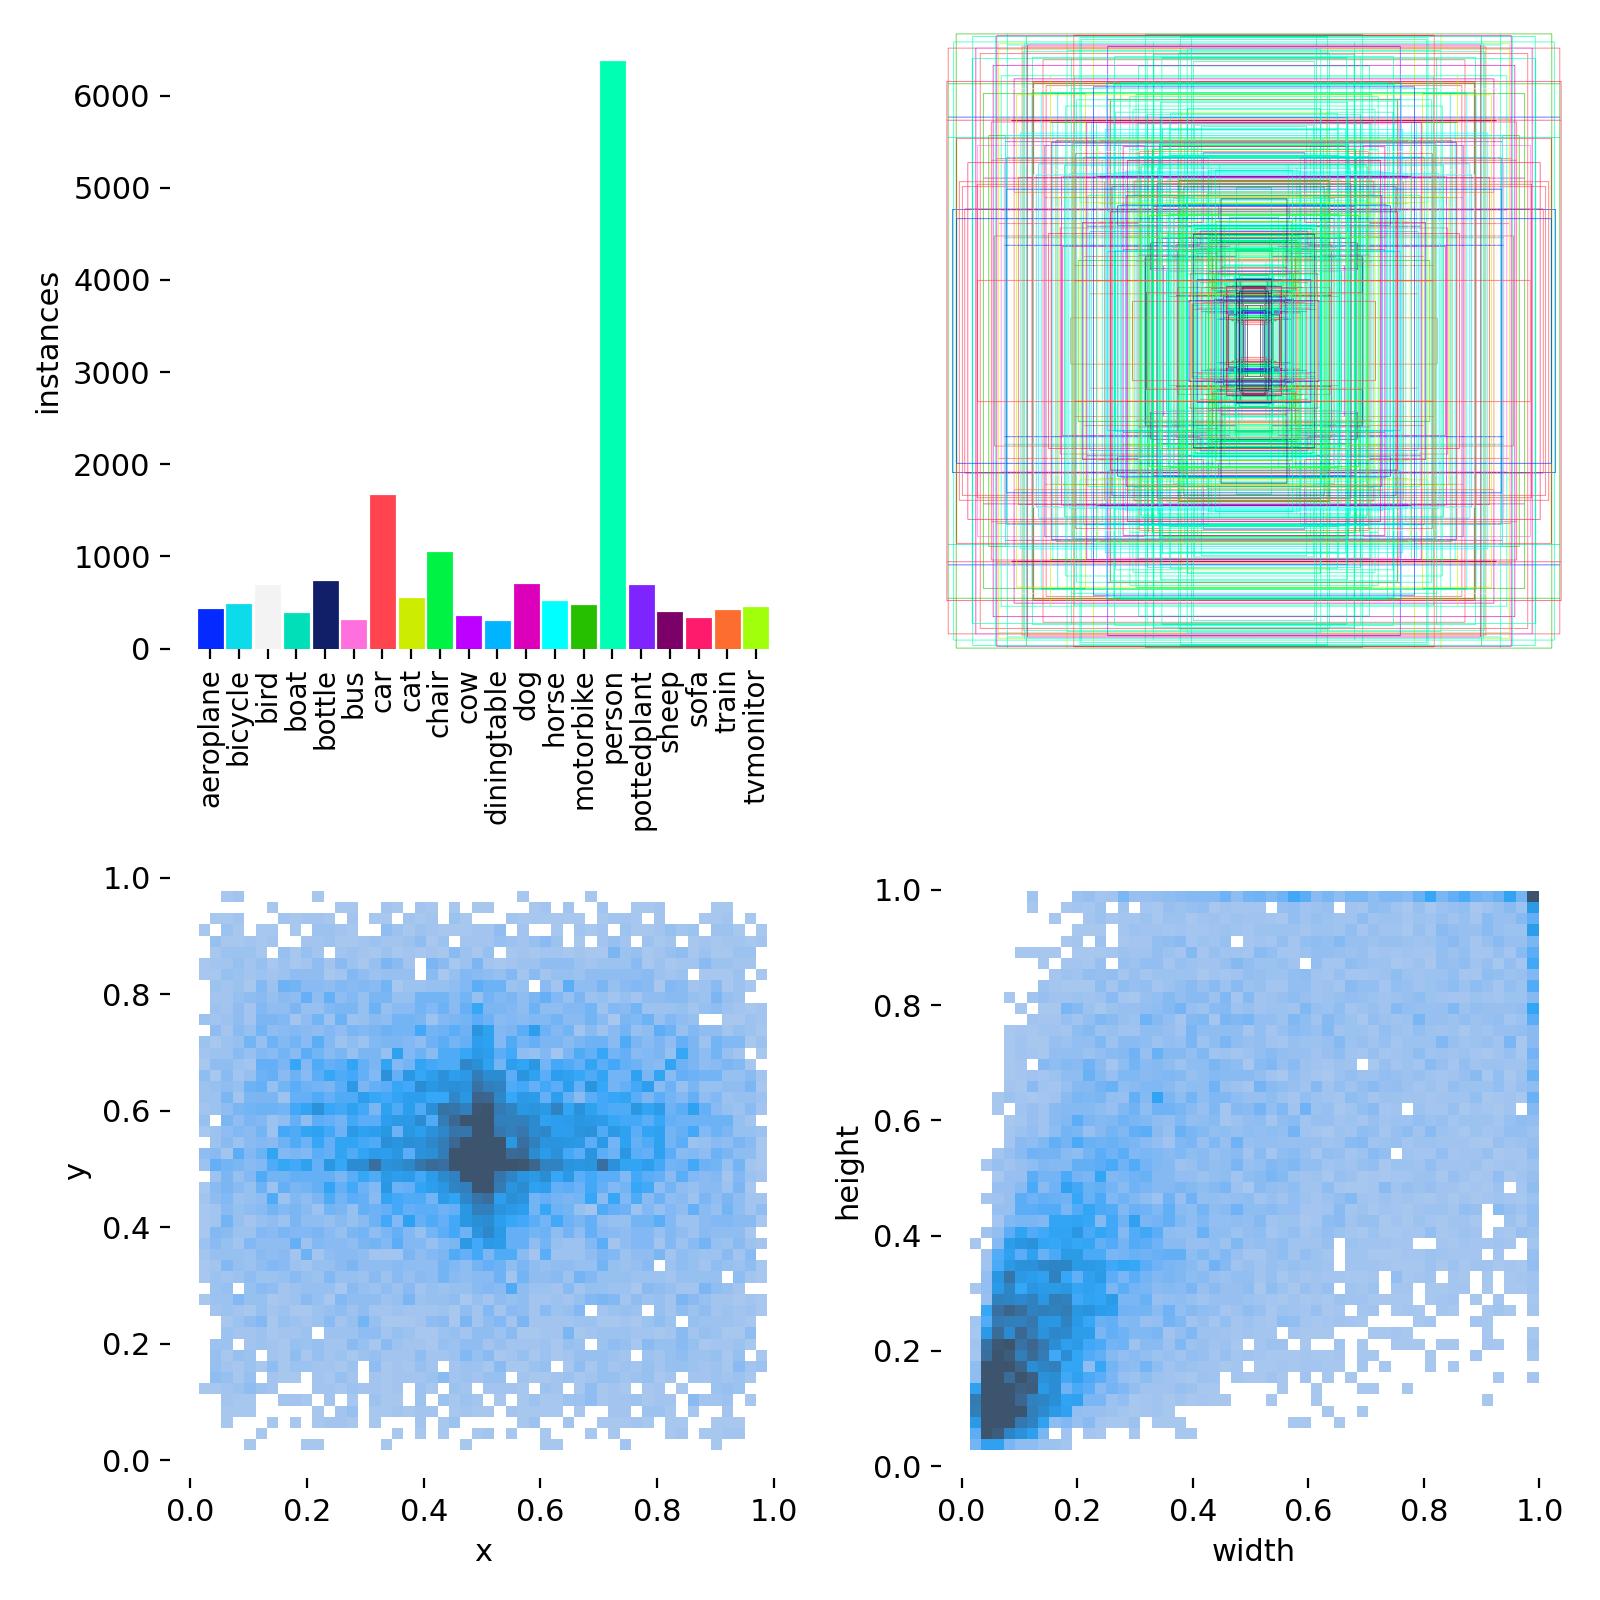 instances
6000
5000
4000
3000
2000
1000
0
aeroplane
bicycle
bird
boat
bottle
bus
car
cat
chair
cow
diningtable
dog
horse
motorbike
person
pottedplant
sheep
sofa
train
tvmonitor
y
1.0
0.8
0.6
0.4
0.2
0.0
0.0 0.2 0.4 0.6 0.8 1.0
x
height
1.0
0.8
0.6
0.4
0.2
0.0
0.0 0.2 0.4 0.6 0.8 1.0
width